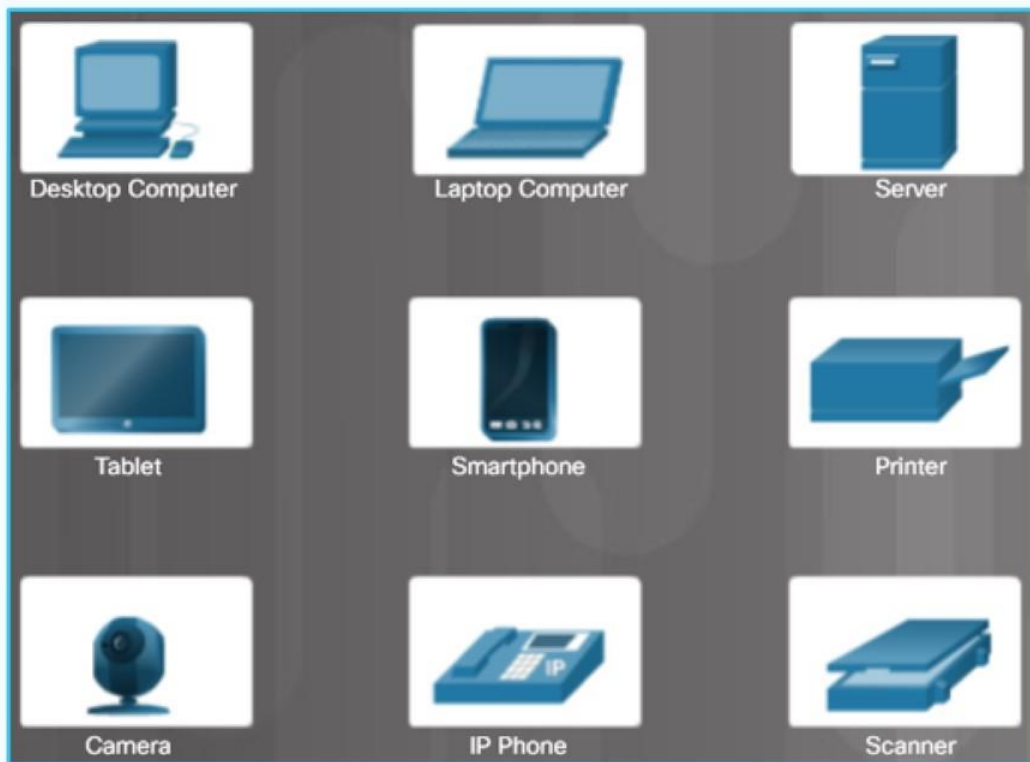 Desktop Computer
Laptop Computer
Server
Tablet
Smartphone
Printer
IP
Camera
IP Phone
Scanner